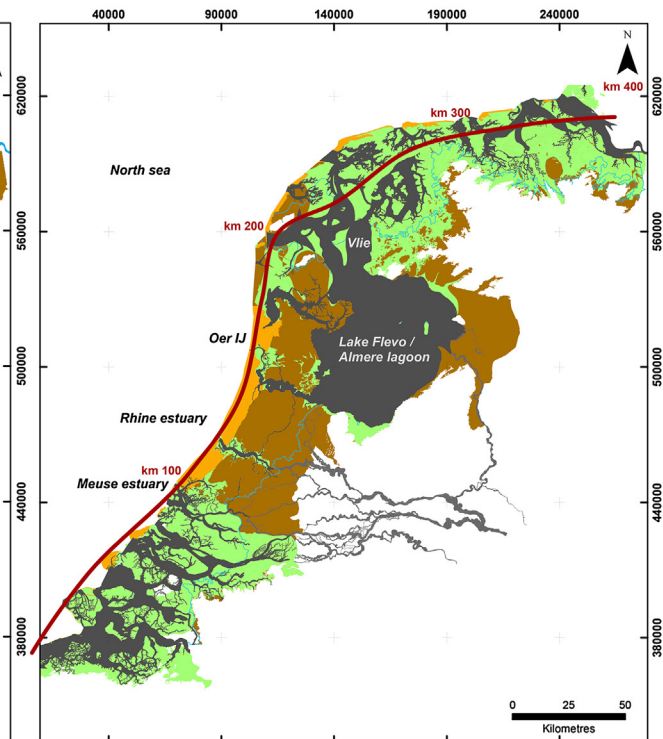 40000
90000
140000
190000
240000
N
620000
620000
km 400
km 300
North sea
km 200
560000
560000
Vlie
Oer IJ
Lake Flevo /
Almere lagoon
500000
500000
Rhine estuary
km 100
Meuse estuary
440000
440000
380000
380000
0 25 50
Kilometres